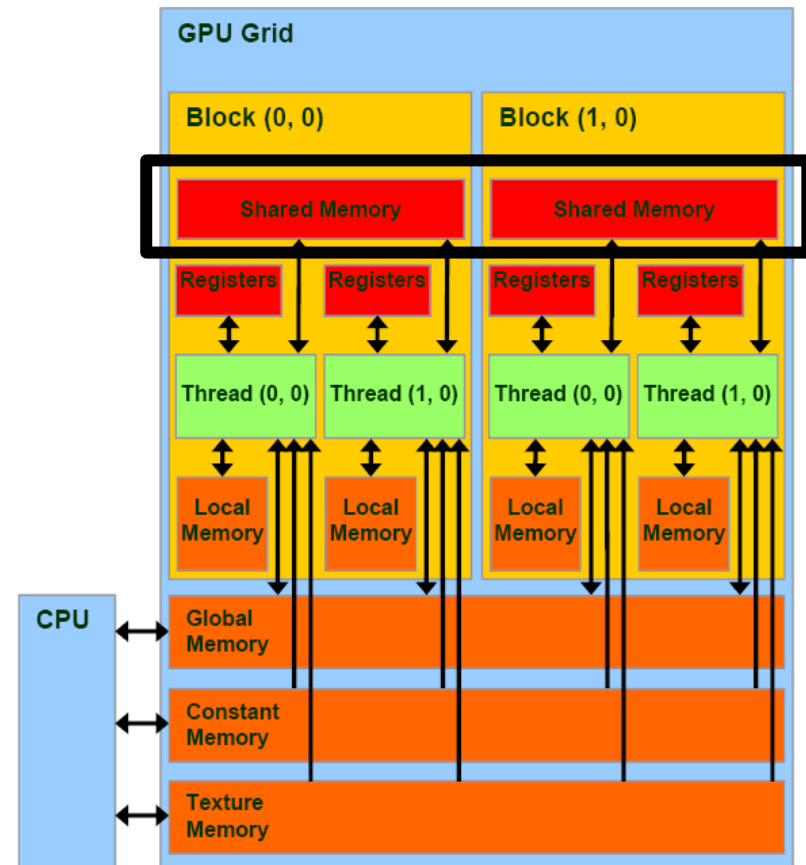 GPU Grid
Block (0, 0)
Block (1, 0)
Shared Memory
Shared Memory
Registers
Registers
Registers
Registers
Thread (0, 0)
Thread (1, 0)
Thread (0, 0)
Thread (1, 0)
Local
Memory
Local
Memory
Local
Memory
Local
Memory
CPU
Global
Memory
Constant
Memory
Texture
Memory